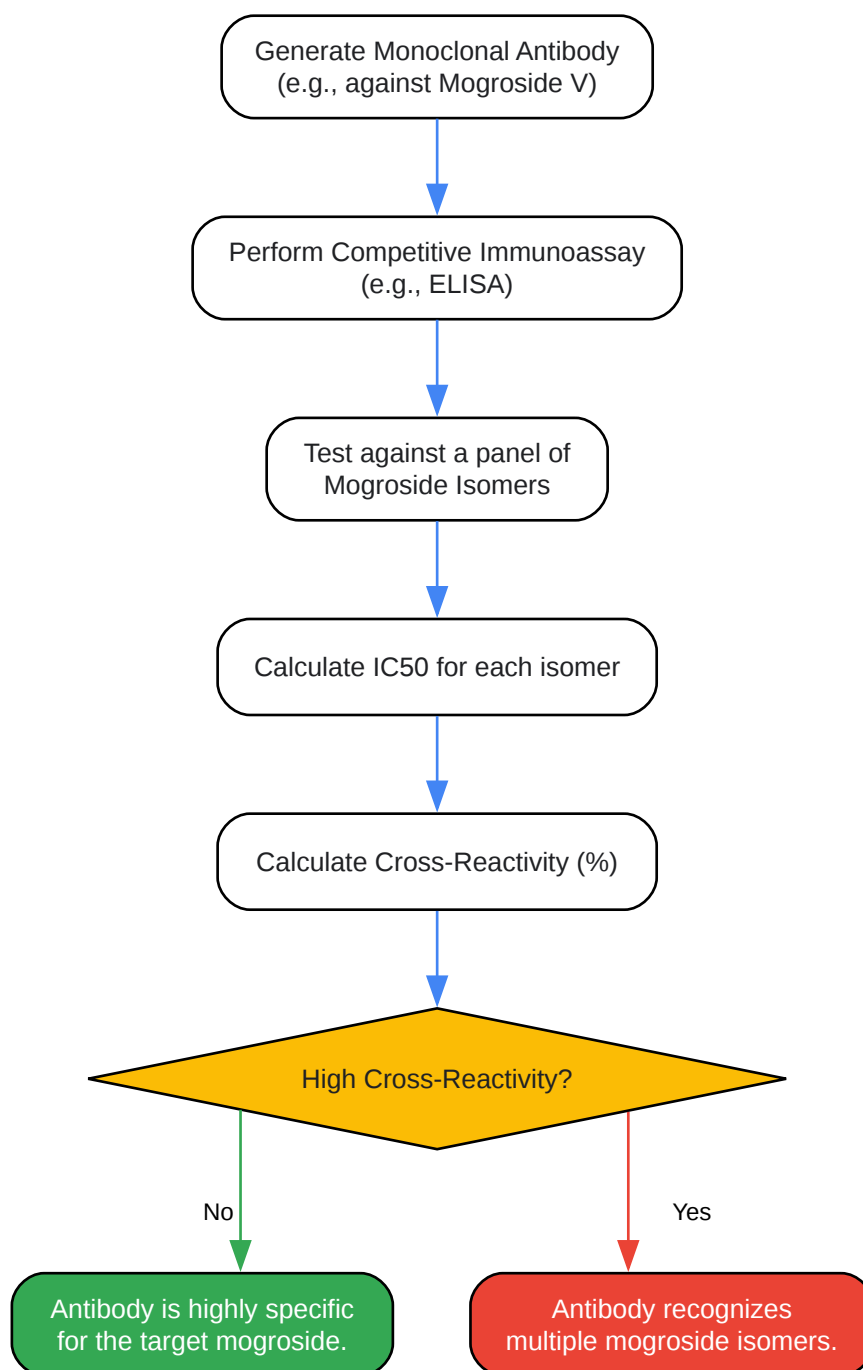 Generate Monoclonal Antibody
(e.g., against Mogroside V)
Perform Competitive Immunoassay
(e.g., ELISA)
Test against a panel of
Mogroside Isomers
Calculate IC50 for each isomer
Calculate Cross-Reactivity (%)
High Cross-Reactivity?
No
Yes
Antibody is highly specific
for the target mogroside.
Antibody recognizes
multiple mogroside isomers.